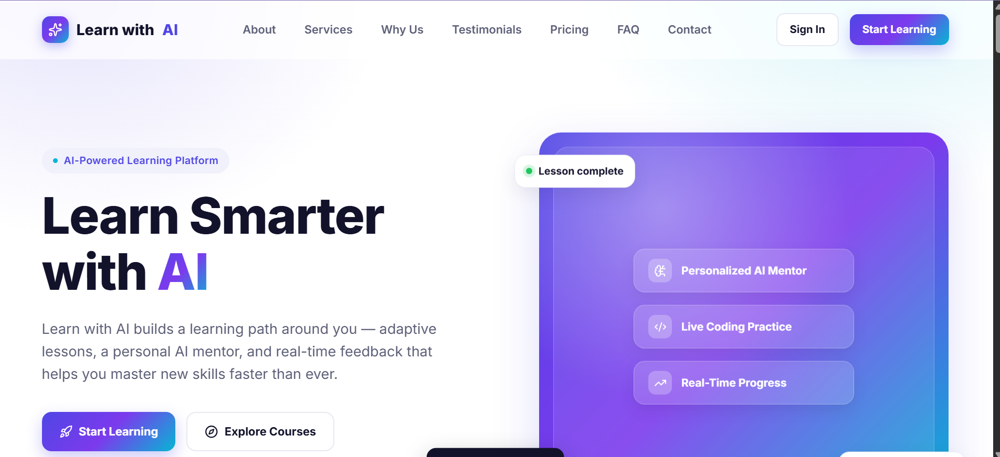 Learn with AI
About
Services
Why Us
Testimonials
Pricing
FAQ
Contact
Sign In
Start Learning
AI-Powered Learning Platform
Learn Smarter
with AI
Learn with AI builds a learning path around you — adaptive
lessons, a personal AI mentor, and real-time feedback that
helps you master new skills faster than ever.
Start Learning
Explore Courses
Lesson complete
Personalized AI Mentor
Live Coding Practice
Real-Time Progress